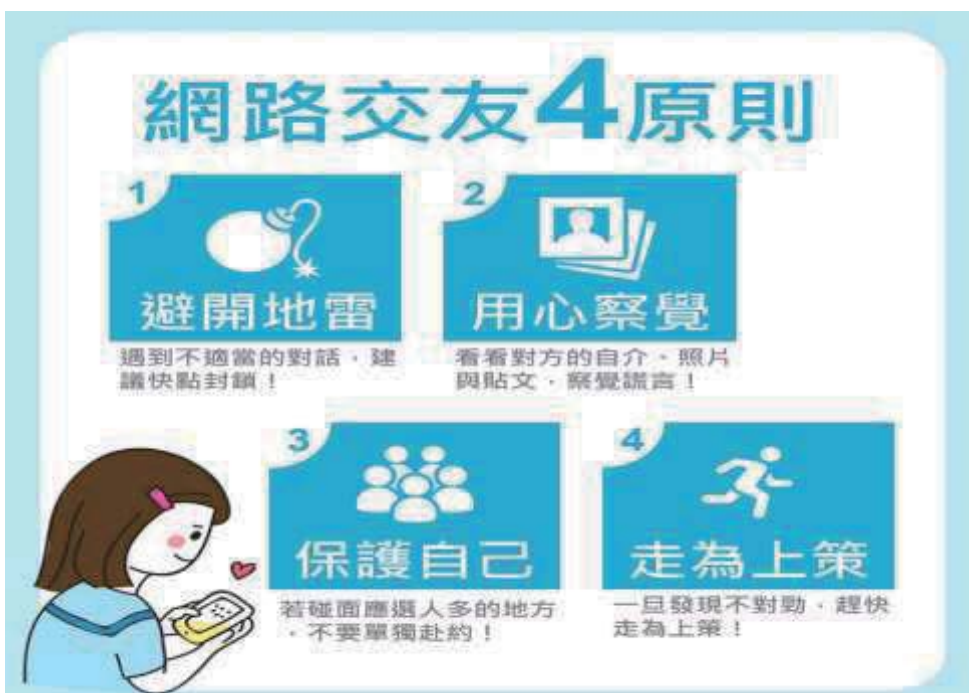 網路交友4原則
1
避開地雷
遇到不適當的對話，建
議快點封鎖！
2
用心察覺
看看對方的自介、照片
與貼文，察覺謊言！
3
保護自己
若碰面應選人多的地方
，不要單獨赴約！
4
走為上策
一旦發現不對勁，趕快
走為上策！